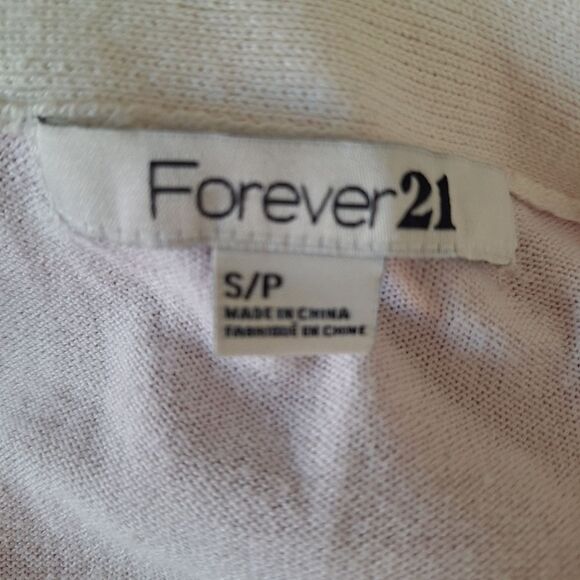 Forever21
S/P
MADE IN CHINA
FABRIQUÉ EN CHINE